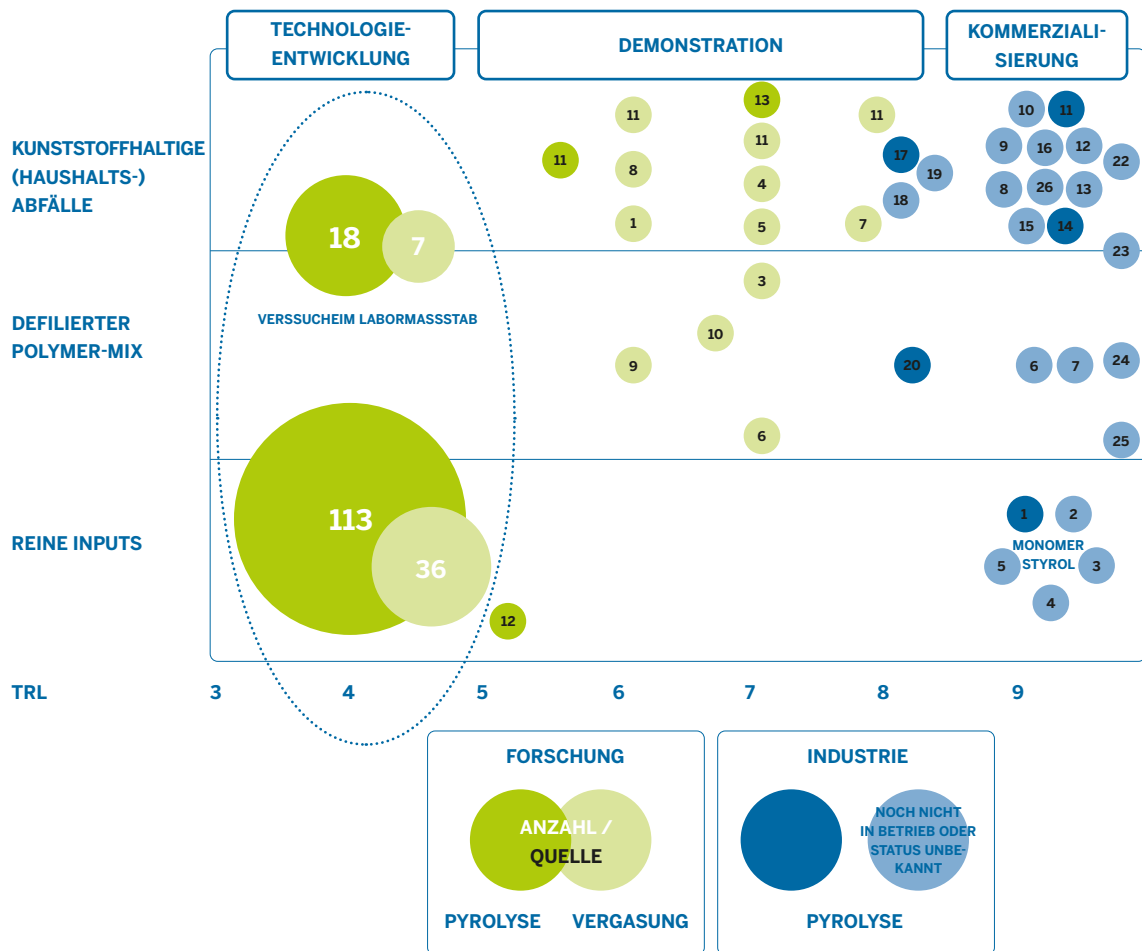 TECHNOLOGIE-
ENTWICKLUNG
DEMONSTRATION
KOMMERZIALI-
SIERUNG
KUNSTSTOFFHALTIGE
(HAUSHALTS-)
ABFÄLLE
18
7
11
11
8
1
13
11
4
5
11
17
19
18
7
10
11
9
16
12
22
8
26
13
15
14
23
VERSSUCHEIM LABORMASSSTAB
DEFILIERTER
POLYMER-MIX
3
10
9
6
20
6
7
24
25
REINE INPUTS
113
36
12
1
2
MONOMER
STYROL
5
3
4
TRL
3
4
5
6
7
8
9
FORSCHUNG
ANZAHL /
QUELLE
PYROLYSE
VERGASUNG
INDUSTRIE
NOCH NICHT
IN BETRIEB ODER
STATUS UNBE-
KANNT
PYROLYSE